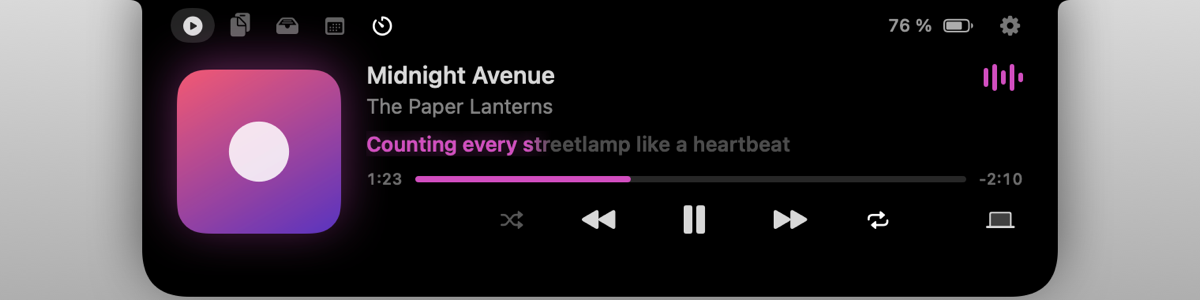 76 %
Midnight Avenue
The Paper Lanterns
Counting every streetlamp like a heartbeat
1:23
-2:10